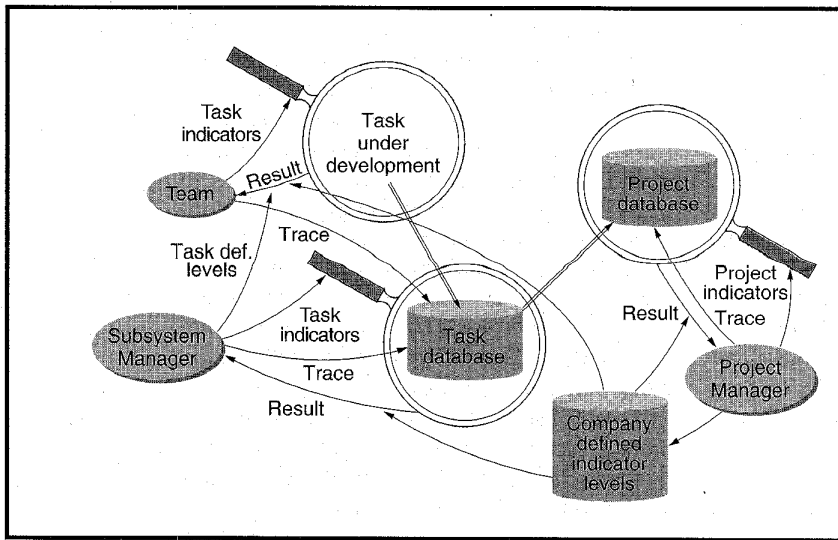 Task
indicators
Task
under
development
Result
Team
Trace
Task def.
levels
Project
database
Project
indicators
Trace
Result
Task
indicators
Task
database
Subsystem
Manager
Trace
Result
Project
Manager
Company
defined
indicator
levels